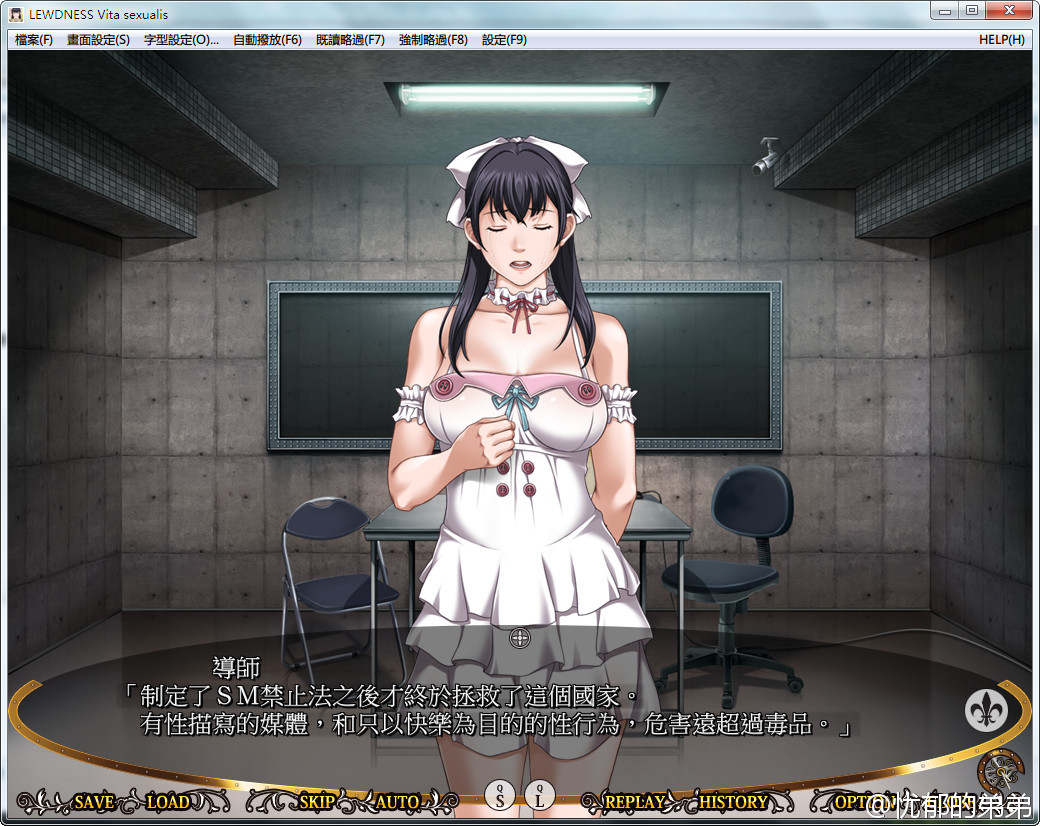 LEWDNESS Vita sexualis
檔案(F) 畫面設定(S) 字型設定(O)... 自動撥放(F6) 既讀略過(F7) 強制略過(F8) 設定(F9) HELP(H)
導師
「制定了ＳＭ禁止法之後才終於拯救了這個國家。
有性描寫的媒體，和只以快樂為目的的性行為，危害遠超過毒品。」
SAVE LOAD SKIP AUTO Q S Q L REPLAY HISTORY
@忧郁的弟弟